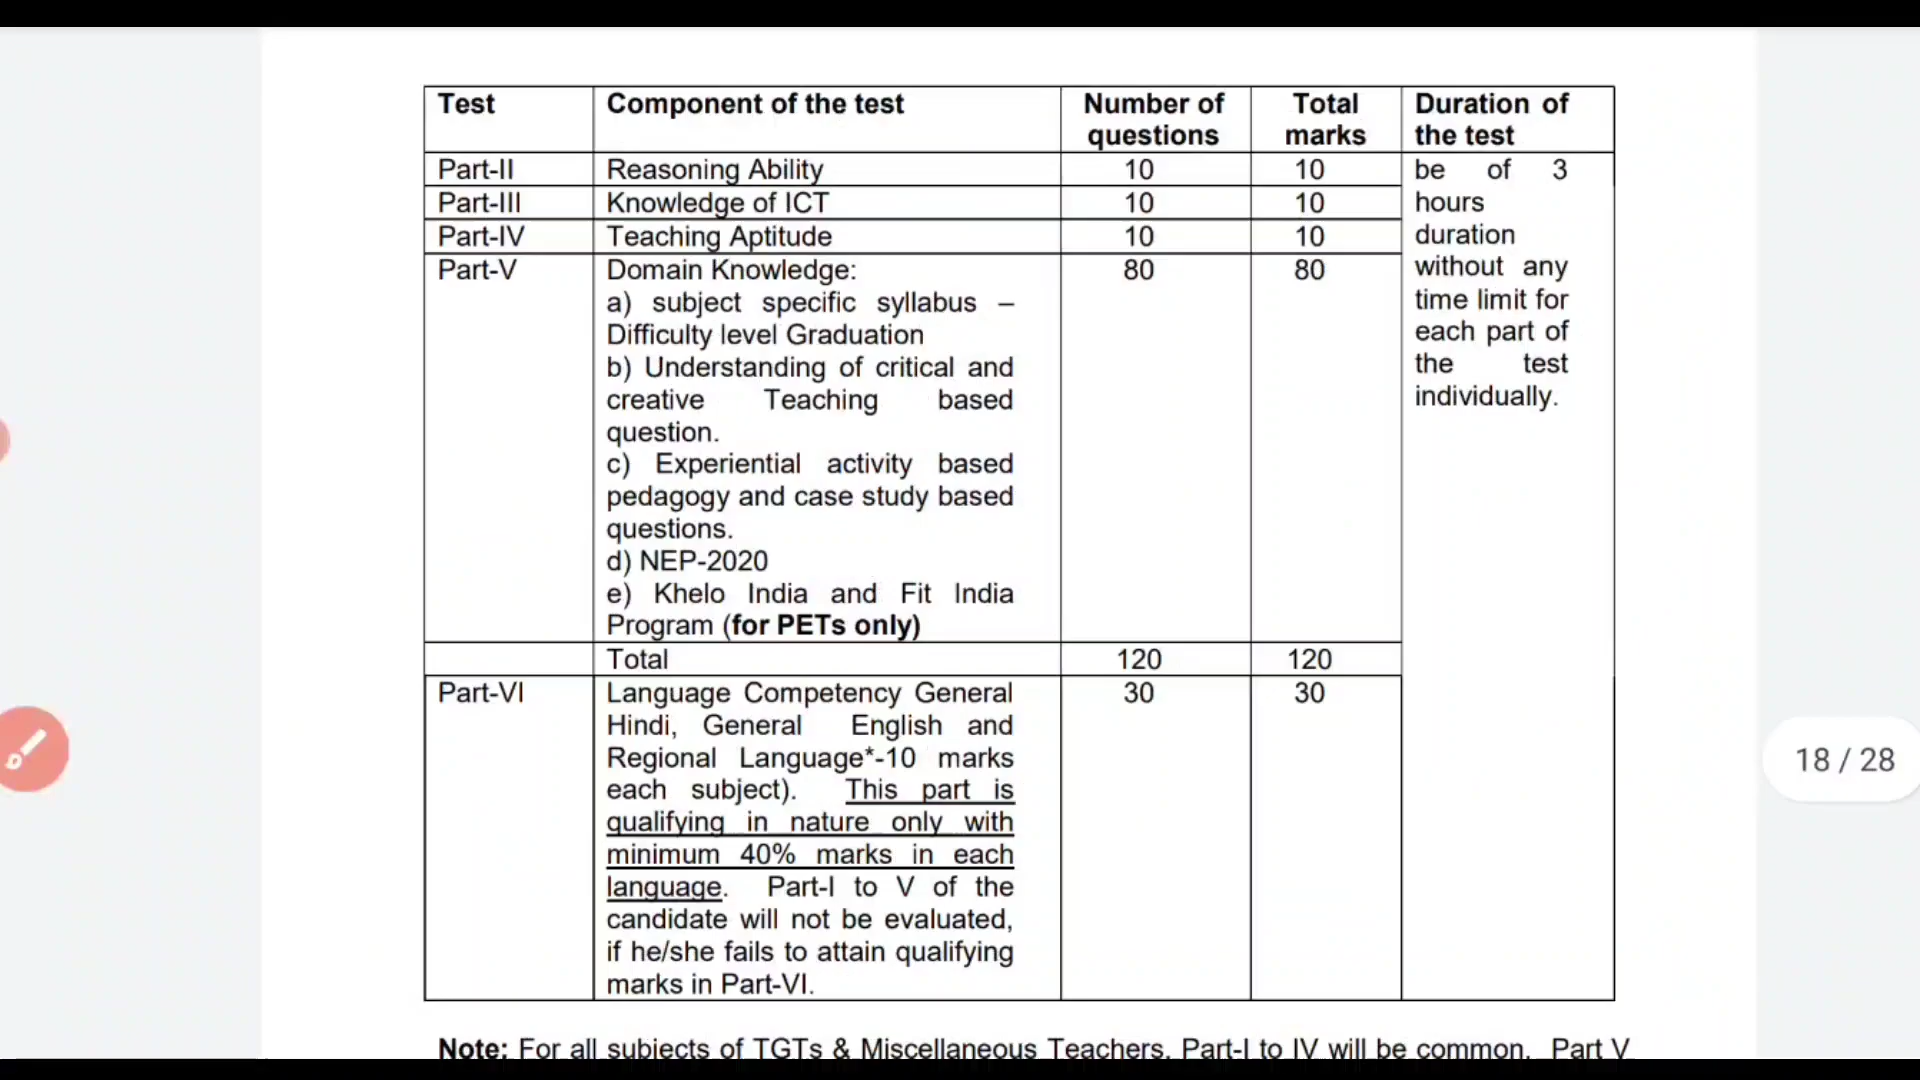 Test Component of the test Number of questions Total marks Duration of the test
Part-II Reasoning Ability 10 10
Part-III Knowledge of ICT 10 10
Part-IV Teaching Aptitude 10 10
Part-V Domain Knowledge: 80 80
a) subject specific syllabus –
Difficulty level Graduation
b) Understanding of critical and
creative Teaching based
question.
c) Experiential activity based
pedagogy and case study based
questions.
d) NEP-2020
e) Khelo India and Fit India
Program (for PETs only)
Total 120 120
Part-VI Language Competency General 30 30
Hindi, General English and
Regional Language*-10 marks
each subject). This part is
qualifying in nature only with
minimum 40% marks in each
language. Part-I to V of the
candidate will not be evaluated,
if he/she fails to attain qualifying
marks in Part-VI.
be of 3
hours
duration
without any
time limit for
each part of
the test
individually.
18 / 28
Note: For all subjects of TGTs & Miscellaneous Teachers, Part-I to IV will be common. Part V